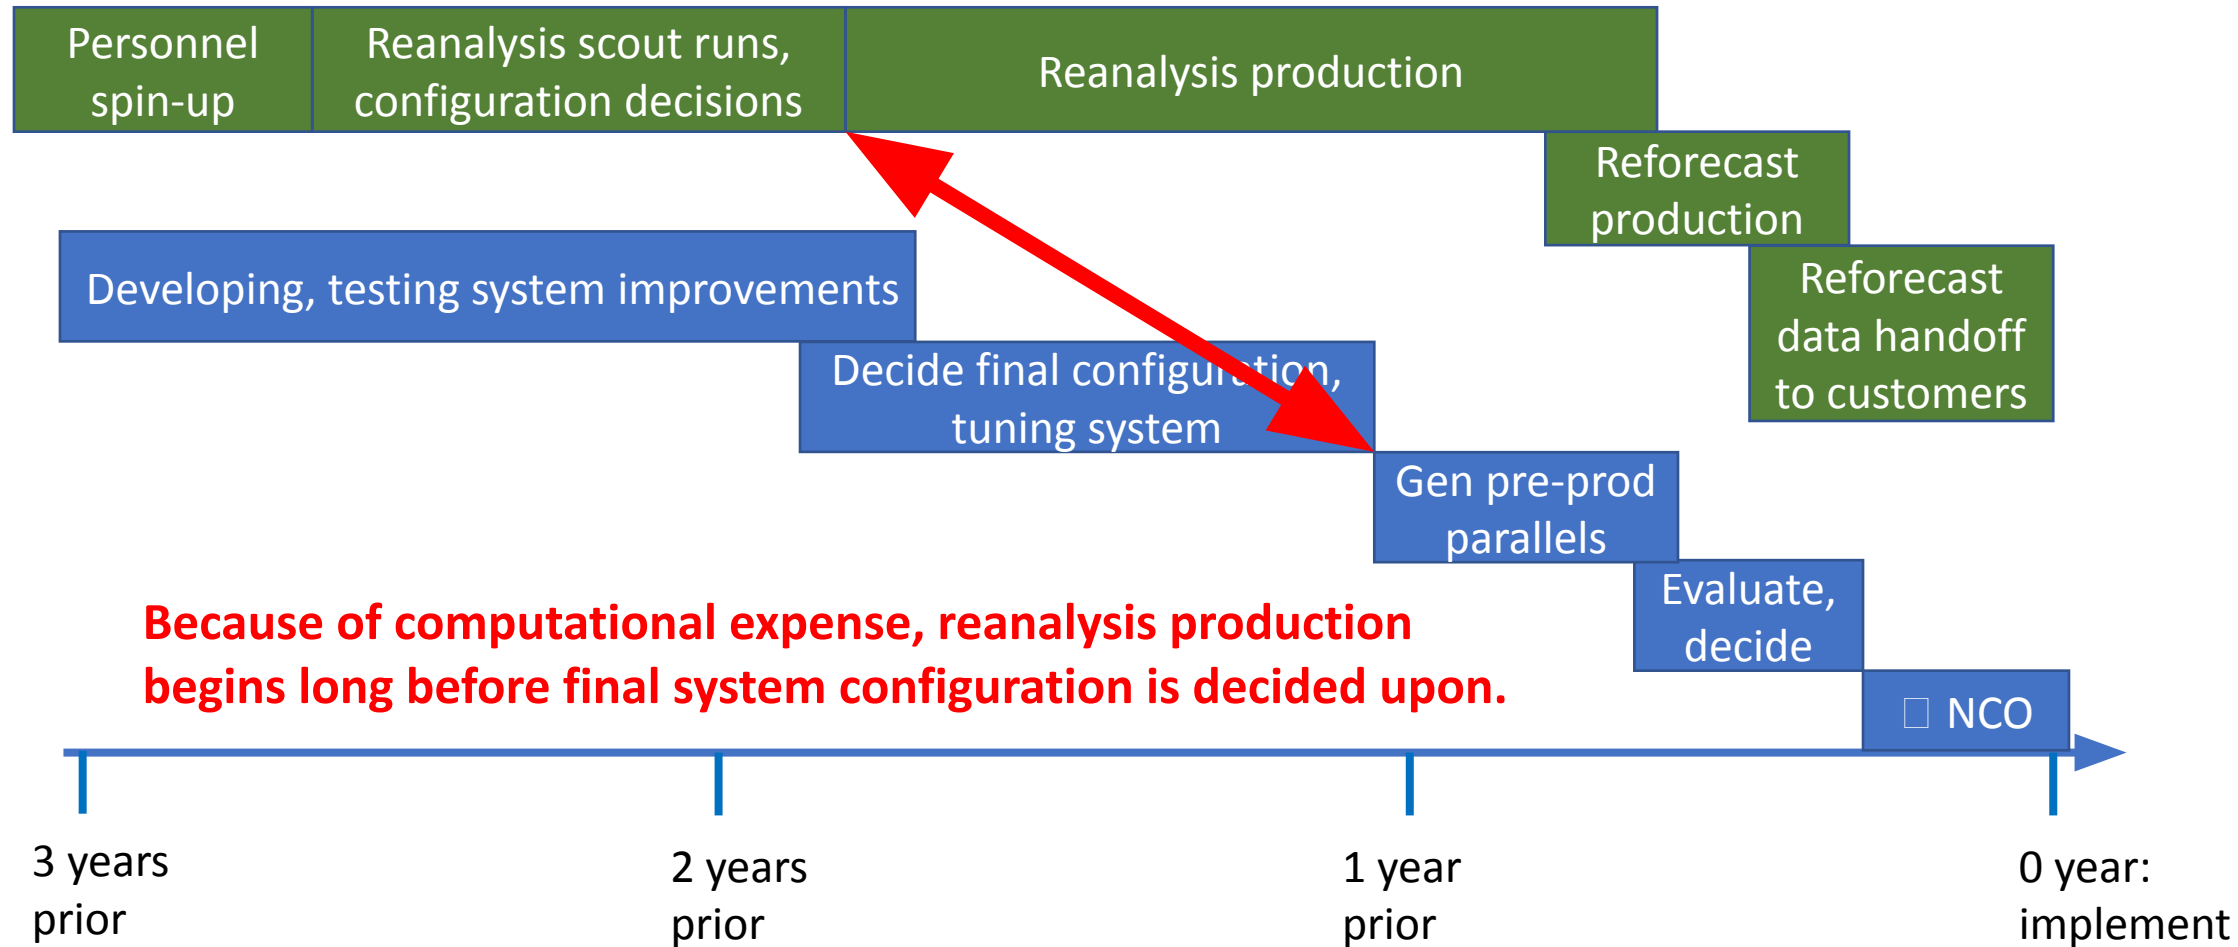 Personnel
spin-up
Reanalysis scout runs,
configuration decisions
Reanalysis production
Reforecast
production
Reforecast
data handoff
to customers
Developing, testing system improvements
Decide final configuration,
tuning system
Gen pre-prod
parallels
Evaluate,
decide
□ NCO
Because of computational expense, reanalysis production
begins long before final system configuration is decided upon.
3 years
prior
2 years
prior
1 year
prior
0 year:
implement